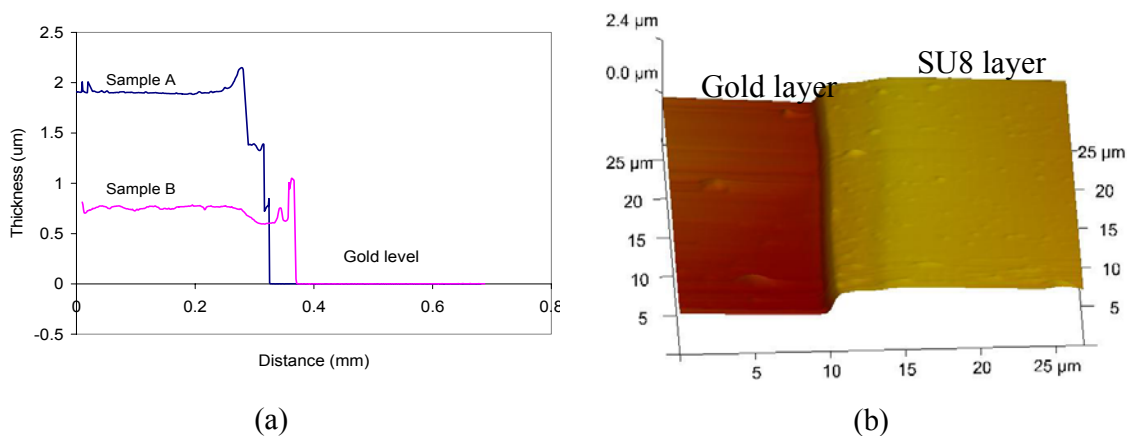 2.5
2
1.5
1
0.5
0
-0.5
Thickness (um)
Sample A
Sample B
Gold level
0
0.2
0.4
0.6
0.8
Distance (mm)
(a)
2.4 µm
0.0 µm
Gold layer
SU8 layer
25 µm
20
15
10
5
25 µm
20
15
10
5
5
10
15
20
25 µm
(b)